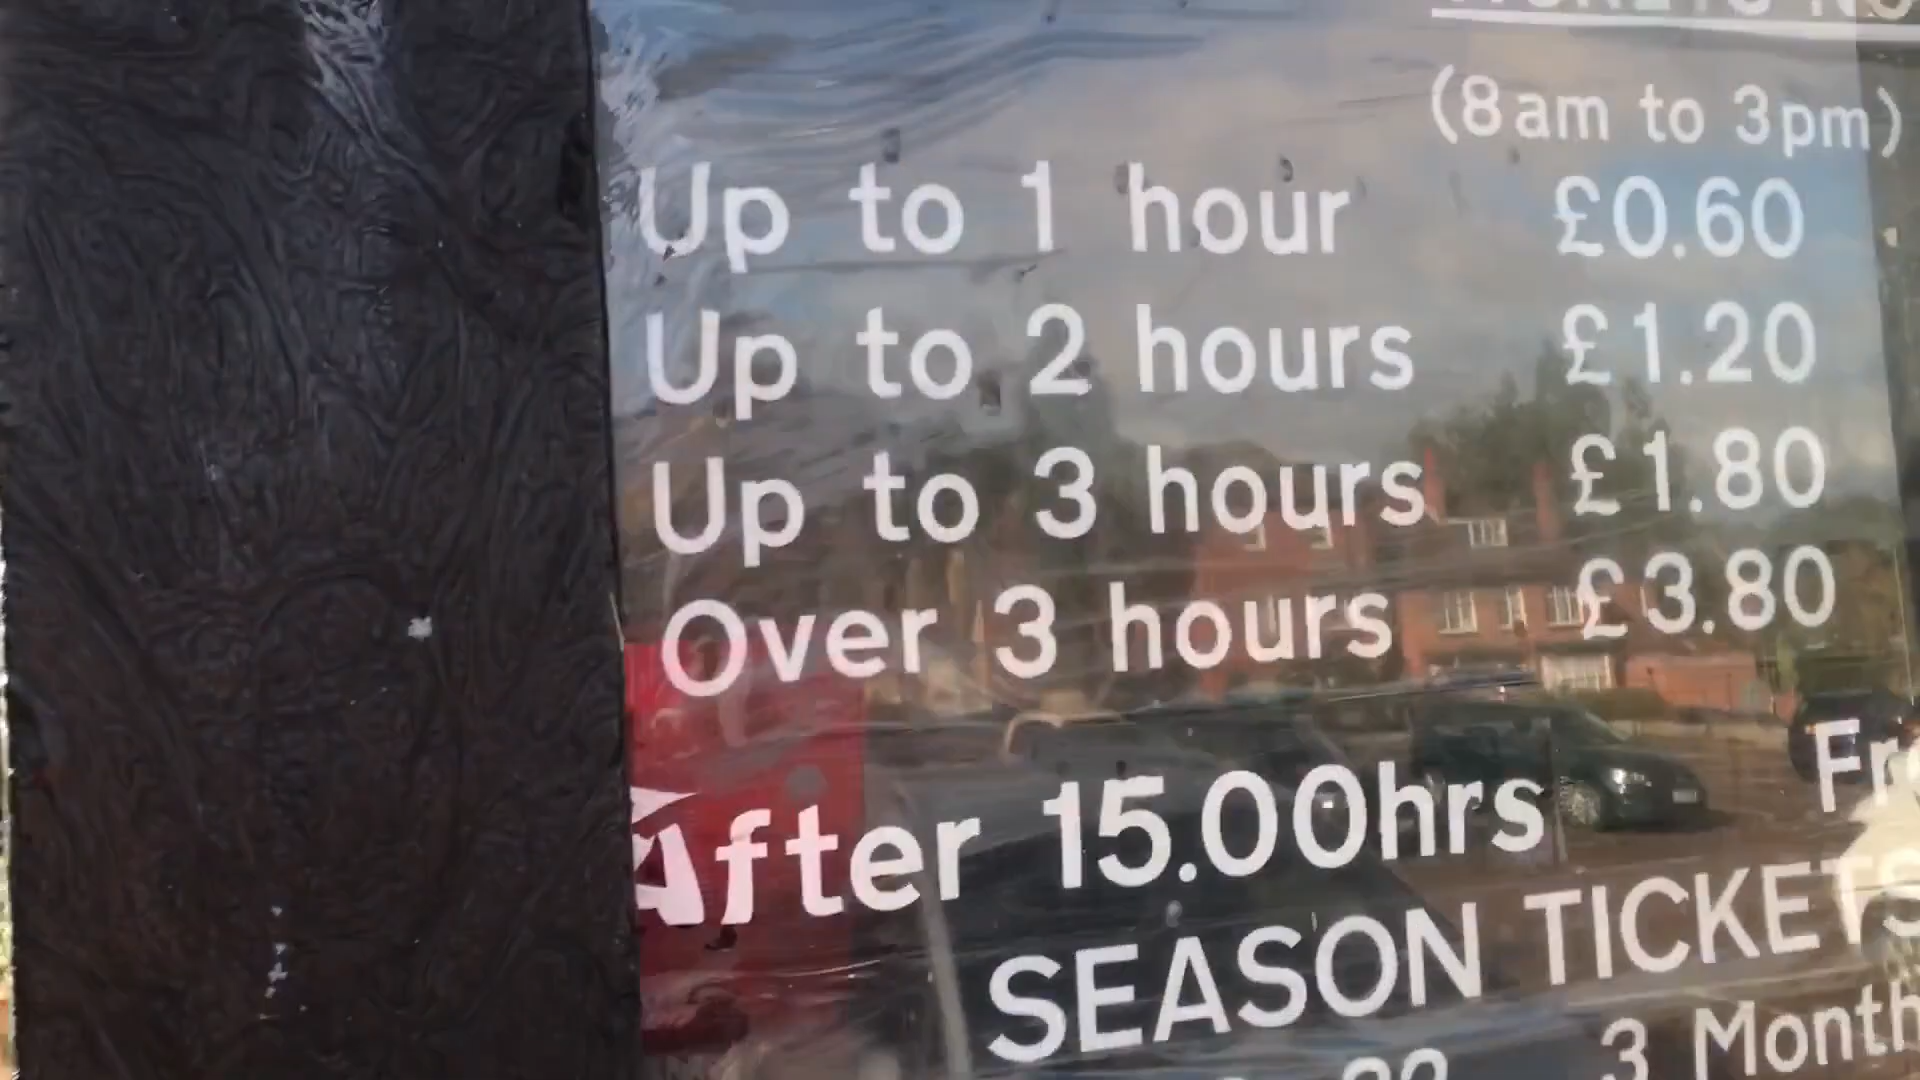 (8am to 3pm)
Up to 1 hour £0.60
Up to 2 hours £1.20
Up to 3 hours £1.80
Over 3 hours £3.80
After 15.00hrs
SEASON TICKETS
3 Month